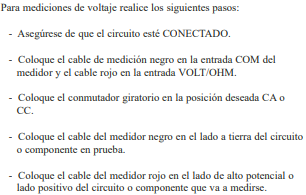 Para mediciones de voltaje realice los siguientes pasos:
- Asegúrese de que el circuito esté CONECTADO.
- Coloque el cable de medición negro en la entrada COM del
medidor y el cable rojo en la entrada VOLT/OHM.
- Coloque el conmutador giratorio en la posición deseada CA o
CC.
- Coloque el cable del medidor negro en el lado a tierra del circuito
o componente en prueba.
- Coloque el cable del medidor rojo en el lado de alto potencial o
lado positivo del circuito o componente que va a medirse.